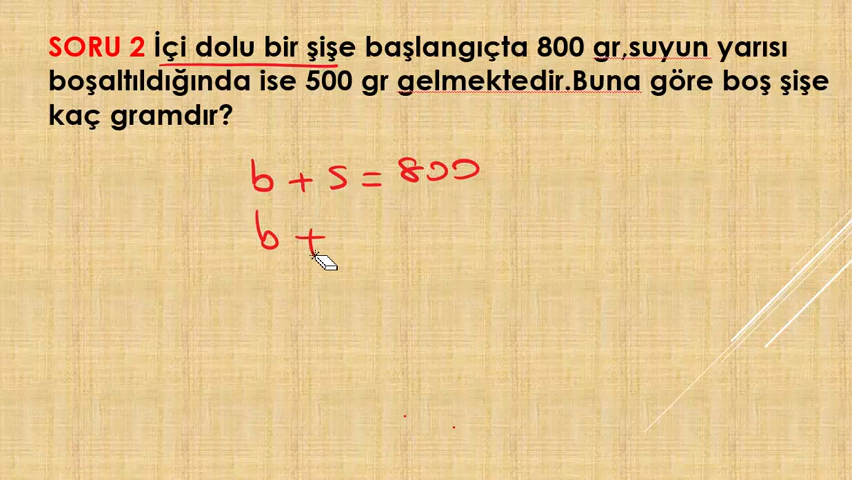 SORU 2 İçi dolu bir şişe başlangıçta 800 gr,suyun yarısı
boşaltıldığında ise 500 gr gelmektedir.Buna göre boş şişe
kaç gramdır?
b + s = 800
b +